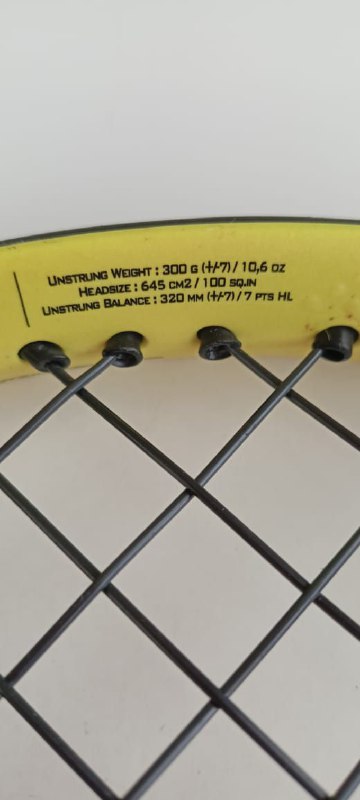 Unstrung Weight : 300 g (+/-7) / 10,6 oz
Headsize : 645 cm2 / 100 sq.in
Unstrung Balance : 320 mm (+/-7) / 7 pts HL